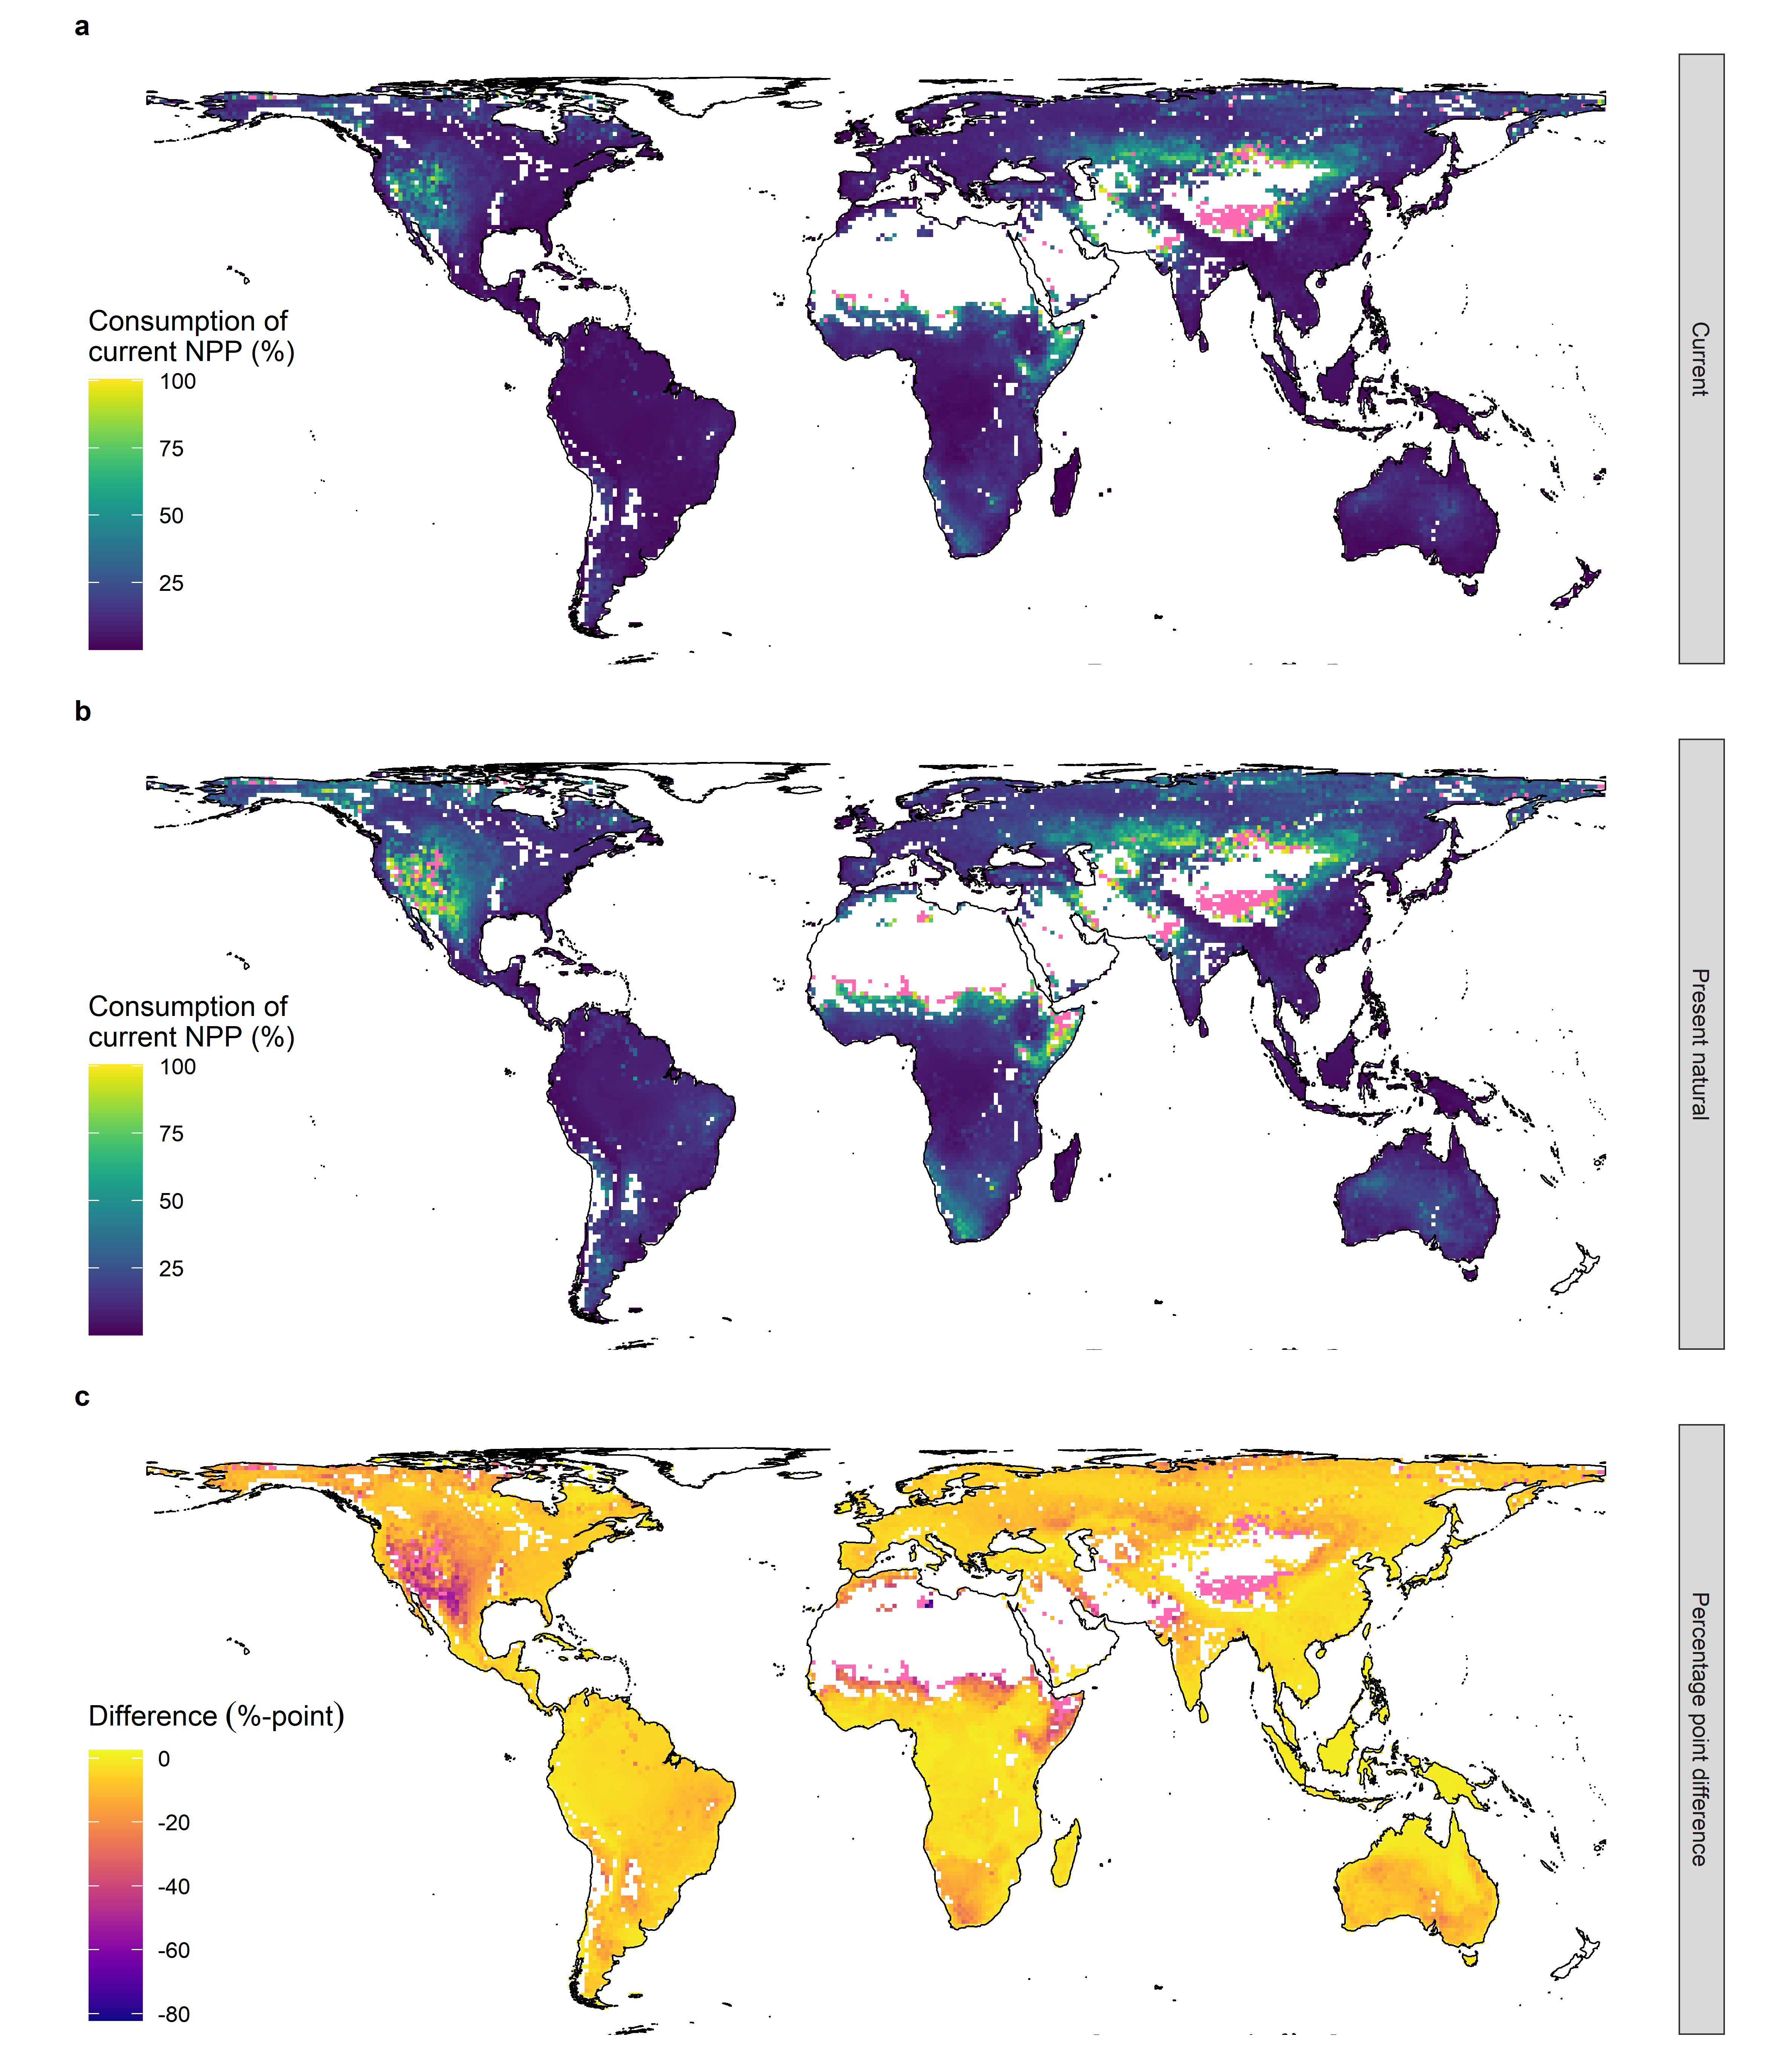 a
Current
Consumption of
current NPP (%)
100
75
50
25
b
Present natural
Consumption of
current NPP (%)
100
75
50
25
c
Percentage point difference
Difference (%-point)
0
-20
-40
-60
-80